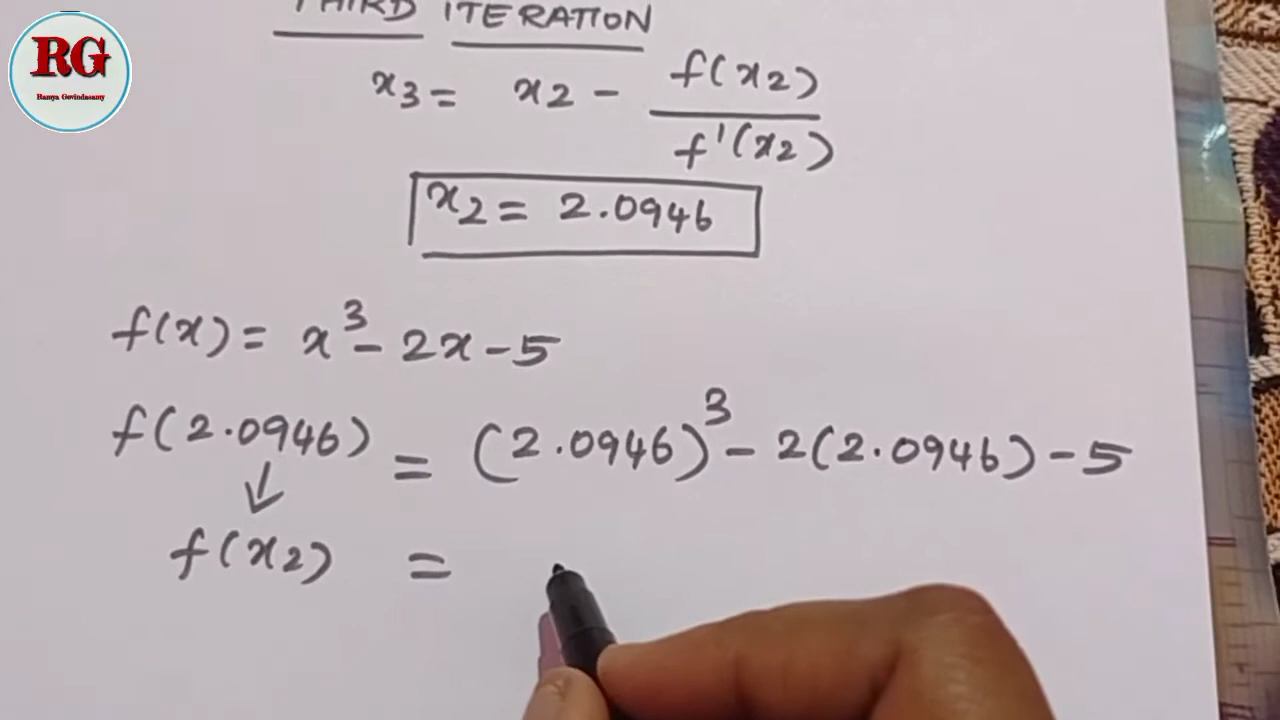 RG
Ramya Govindasamy
THIRD ITERATION
x3 = x2 - f(x2) / f'(x2)
x2 = 2.0946
f(x) = x³ - 2x - 5
f(2.0946) = (2.0946)³ - 2(2.0946) - 5
↓
f(x2) =